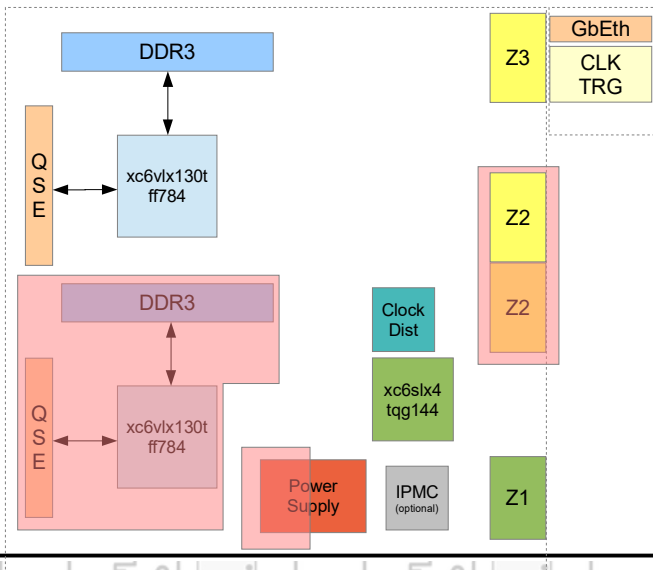 DDR3
Z3
GbEth
CLK
TRG
Q
S
E
xc6vlx130t
ff784
Z2
Z2
DDR3
Clock
Dist
Q
S
E
xc6vlx130t
ff784
xc6slx4
tqg144
Power
Supply
IPMC
(optional)
Z1